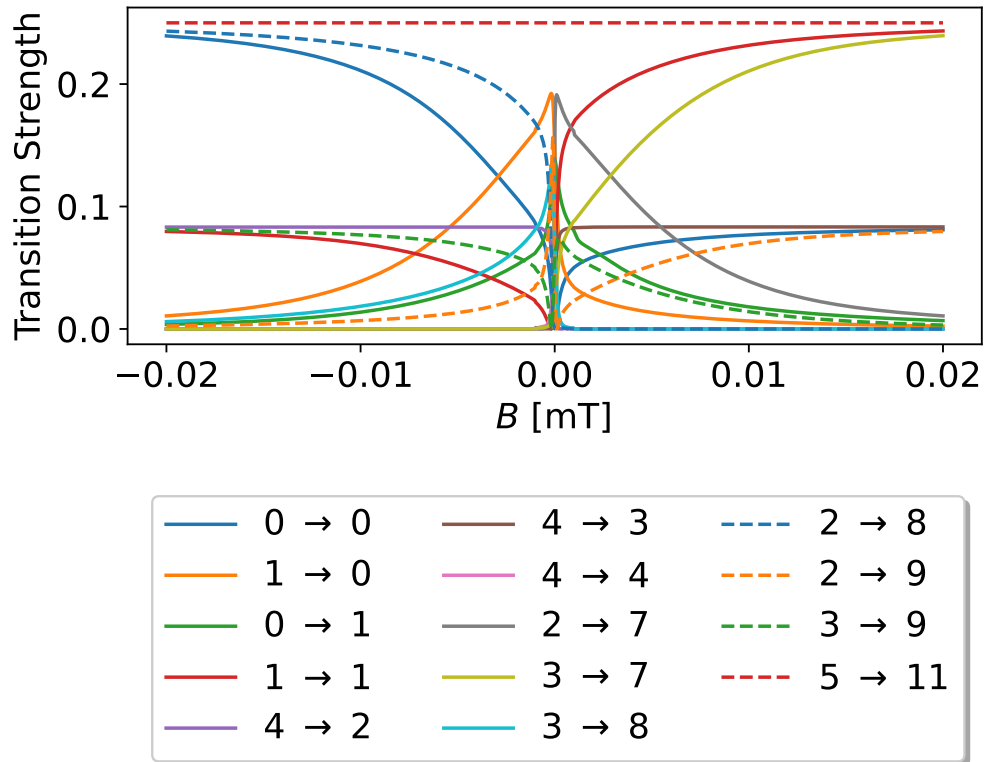 Transition Strength
0.2
0.1
0.0
−0.02 −0.01 0.00 0.01 0.02
B [mT]
0 → 0 4 → 3 2 → 8
1 → 0 4 → 4 2 → 9
0 → 1 2 → 7 3 → 9
1 → 1 3 → 7 5 → 11
4 → 2 3 → 8